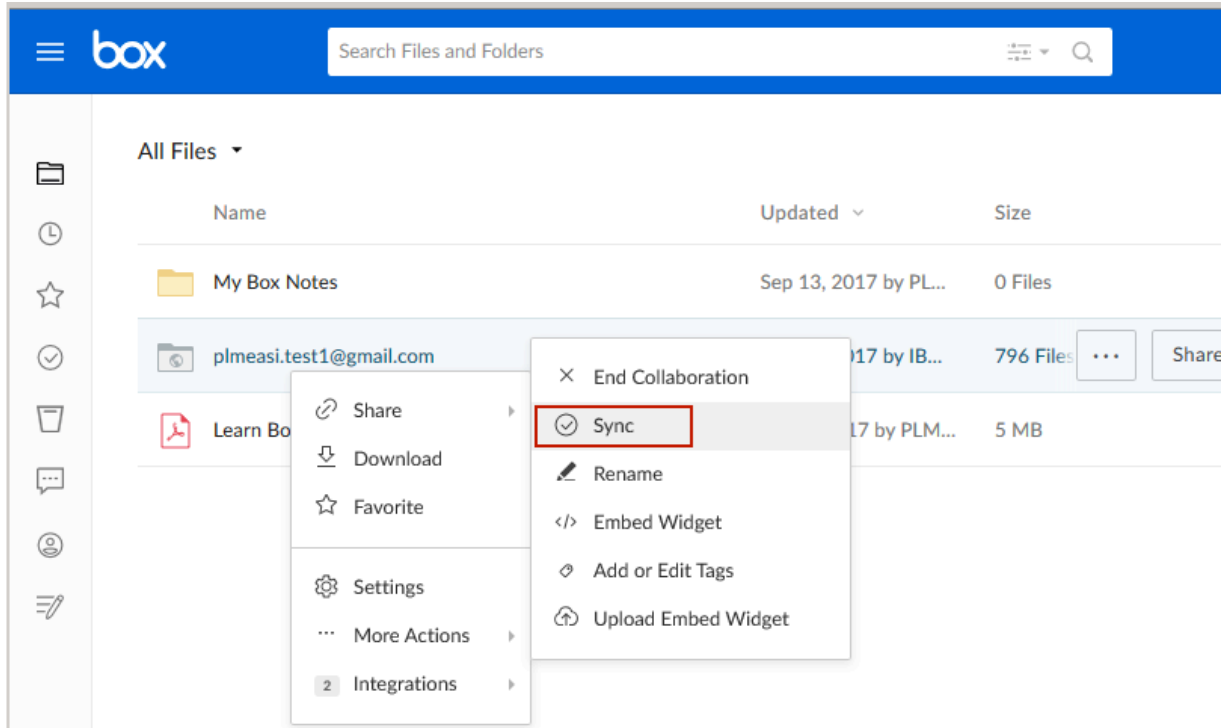 box
Search Files and Folders
All Files
Name Updated Size
My Box Notes Sep 13, 2017 by PL... 0 Files
plmeasi.test1@gmail.com 017 by IB... 796 Files ... Share
Learn Bo 17 by PLM... 5 MB
Share
Download
Favorite
Settings
More Actions
2 Integrations
End Collaboration
Sync
Rename
</> Embed Widget
Add or Edit Tags
Upload Embed Widget